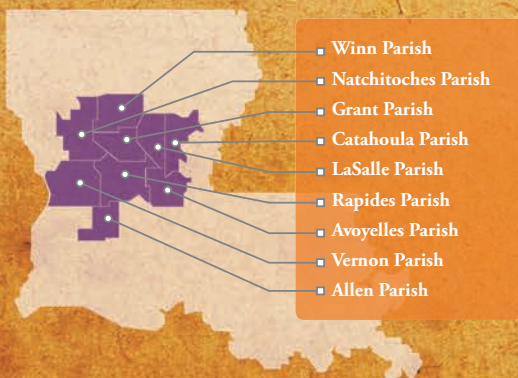 Winn Parish
Natchitoches Parish
Grant Parish
Catahoula Parish
LaSalle Parish
Rapides Parish
Avoyelles Parish
Vernon Parish
Allen Parish